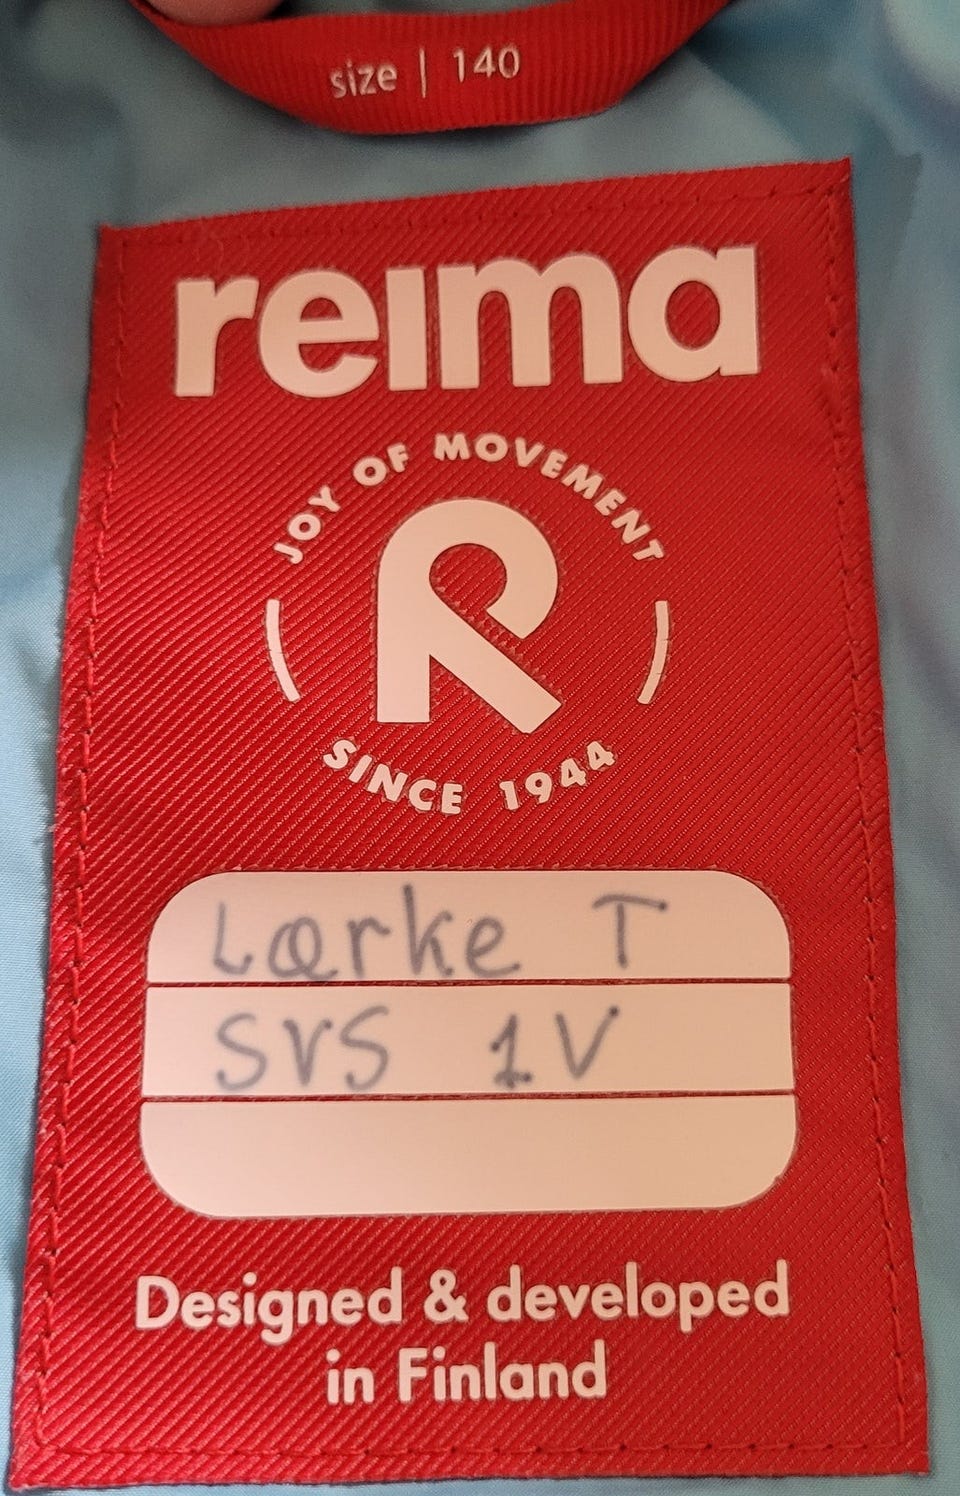 size | 140
reima
JOY OF MOVEMENT
R
SINCE 1944
Lærke T
SVS 1V
Designed & developed
in Finland